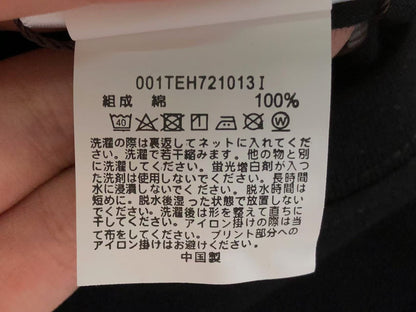 001TEH721013I
組成 綿 100%
40 W
洗濯の際は裏返してネットに入れてくだ
さい。洗濯で若干縮みます。他の物と別
に洗濯してください。蛍光増白剤が入っ
た洗剤は使用しないでください。長時間
水に浸漬しないでください。脱水時間は
短めに。脱水後湿った状態で放置しない
でください。洗濯後は形を整えて直ちに
干してください。アイロン掛けの際は当
て布をしてください。プリント部分への
アイロン掛けはお避けください。
中国製